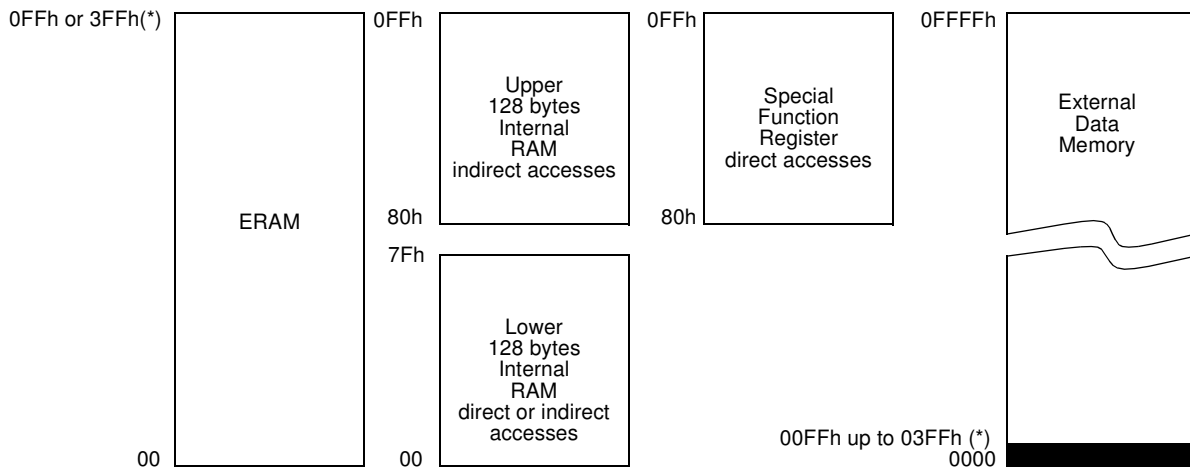 0FFh or 3FFh(*)
ERAM
00
0FFh
Upper
128 bytes
Internal
RAM
indirect accesses
80h
7Fh
Lower
128 bytes
Internal
RAM
direct or indirect
accesses
00
0FFh
Special
Function
Register
direct accesses
80h
0FFFFh
External
Data
Memory
00FFh up to 03FFh (*)
0000